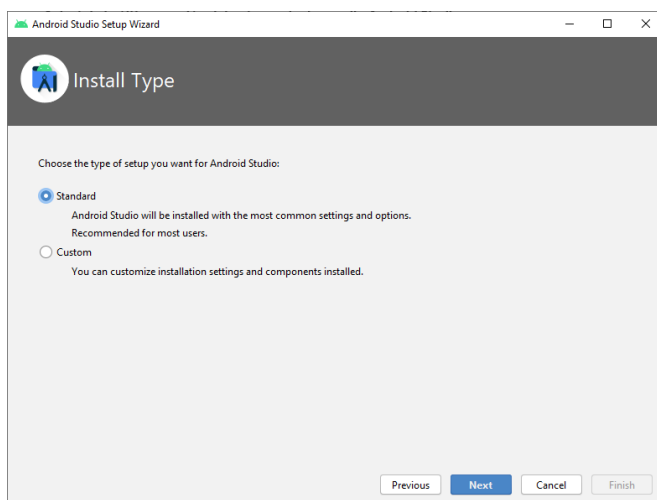 Android Studio Setup Wizard
Install Type
Choose the type of setup you want for Android Studio:
Standard
Android Studio will be installed with the most common settings and options.
Recommended for most users.
Custom
You can customize installation settings and components installed.
Previous Next Cancel Finish